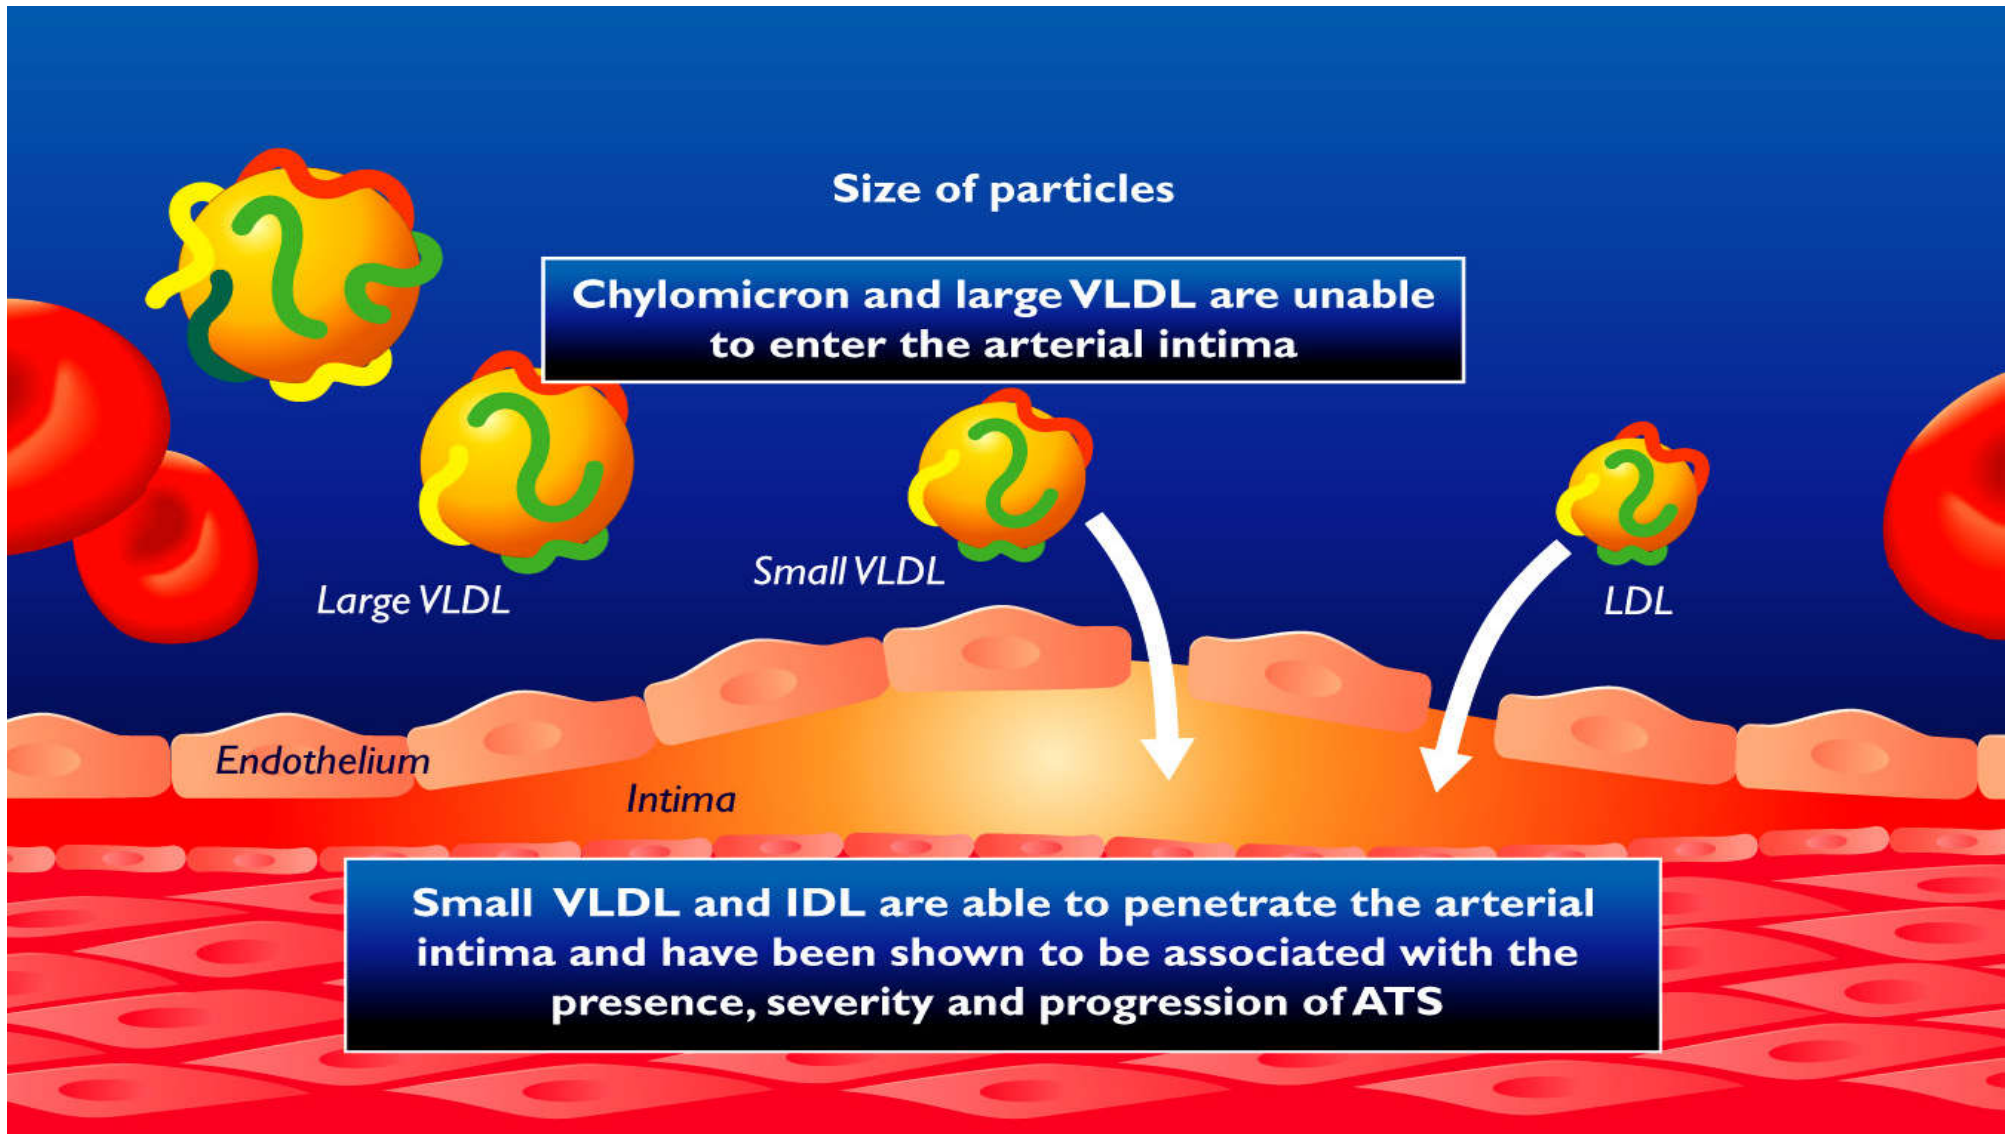 Size of particles
Chylomicron and large VLDL are unable
to enter the arterial intima
Large VLDL
Small VLDL
LDL
Endothelium
Intima
Small VLDL and IDL are able to penetrate the arterial
intima and have been shown to be associated with the
presence, severity and progression of ATS